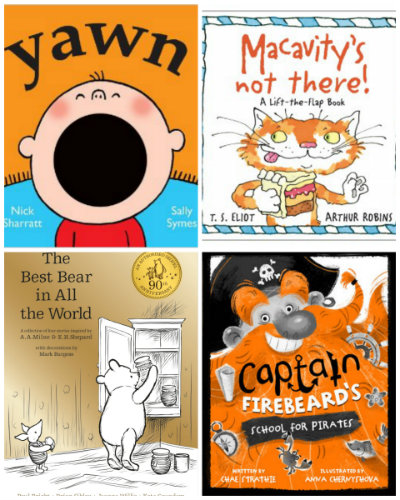 yawn
Nick
Sharratt
Sally
Symes
Macavity's
not there!
A Lift-the-Flap Book
T. S. ELIOT
ARTHUR ROBINS
The
Best Bear
in All
the World
A collection of four stories inspired by
A.A.Milne & E.H.Shepard
with decorations by
Mark Burgess
90TH
ANNIVERSARY
Captain
FIREBEARD'S
SCHOOL FOR PIRATES
WRITTEN BY
CHAE STRATHIE
ILLUSTRATED BY
ANNA CHERNYSHOVA